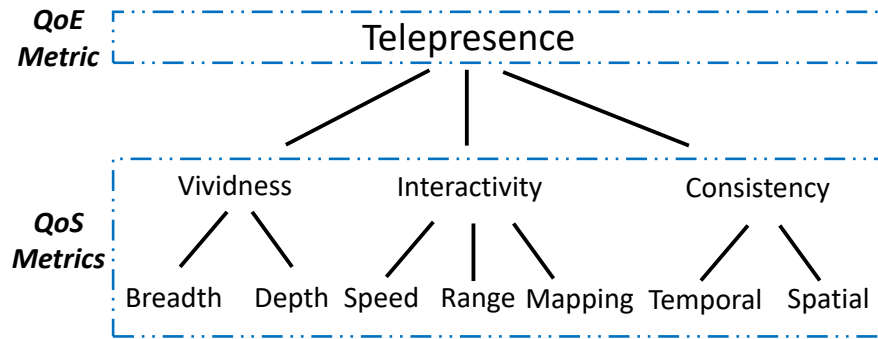 QoE
Metric
Telepresence
QoS
Metrics
Vividness Interactivity Consistency
Breadth Depth Speed Range Mapping Temporal Spatial